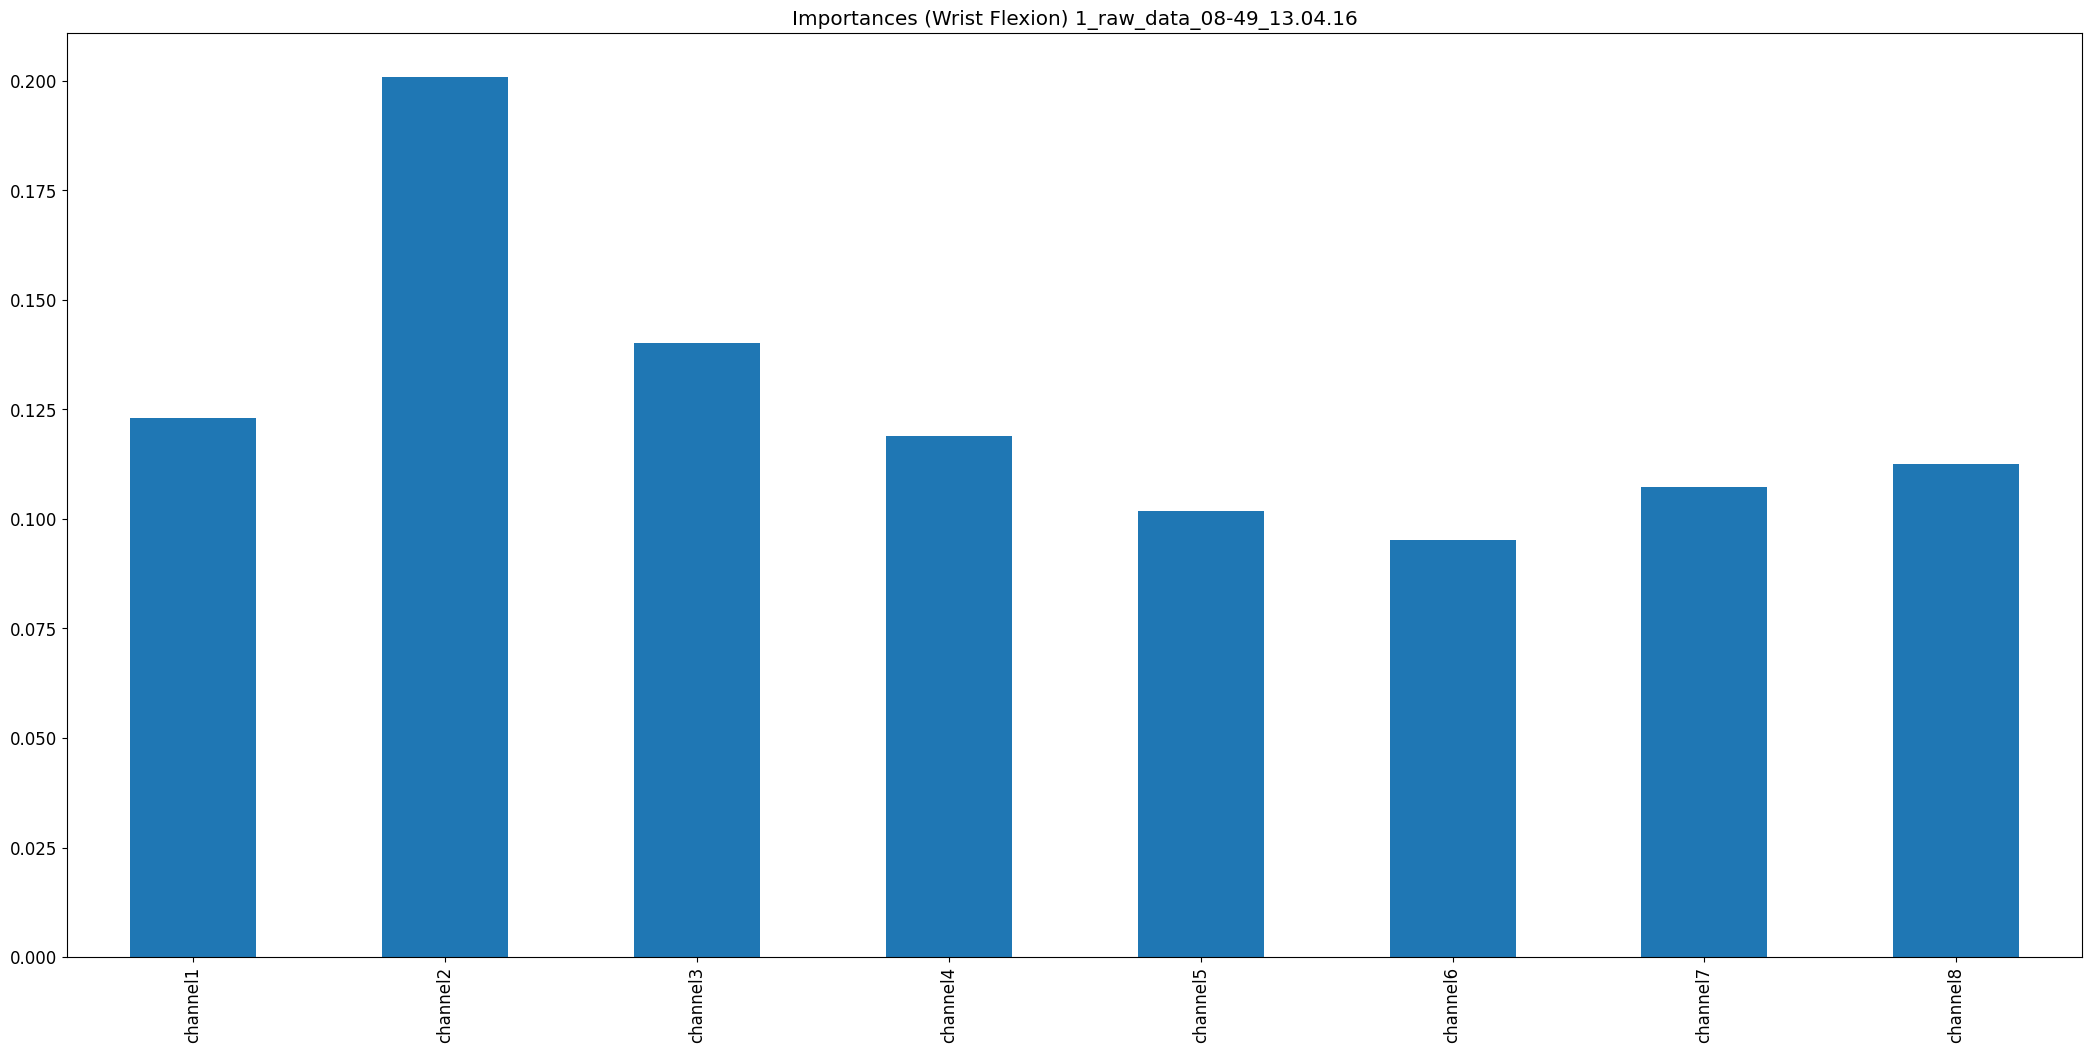 Importances (Wrist Flexion) 1_raw_data_08-49_13.04.16
0.200
0.175
0.150
0.125
0.100
0.075
0.050
0.025
0.000
channel1
channel2
channel3
channel4
channel5
channel6
channel7
channel8